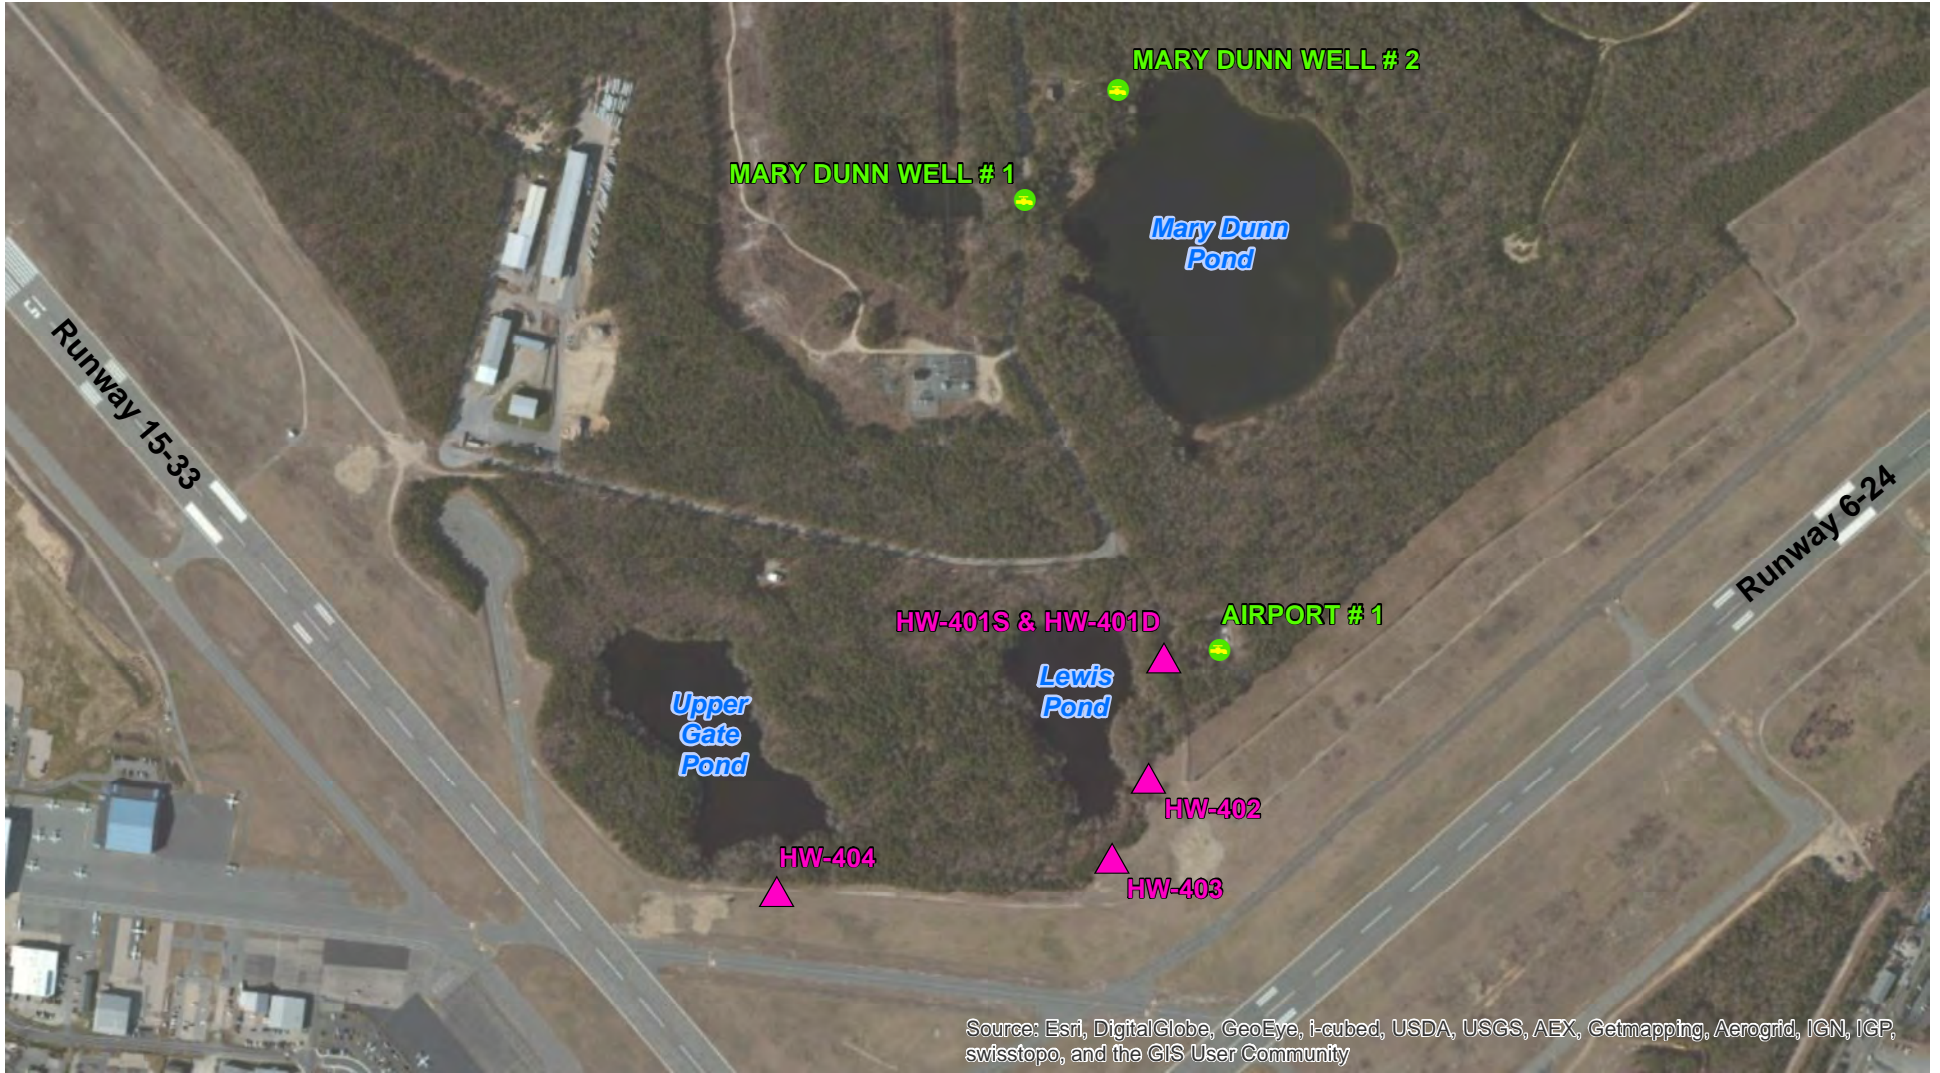 MARY DUNN WELL # 2
MARY DUNN WELL # 1
Mary Dunn
Pond
15
Runway 15-33
Runway 6-24
AIRPORT # 1
HW-401S & HW-401D
Lewis
Pond
Upper
Gate
Pond
HW-402
HW-404
HW-403
Source: Esri, DigitalGlobe, GeoEye, i-cubed, USDA, USGS, AEX, Getmapping, Aerogrid, IGN, IGP,
swisstopo, and the GIS User Community